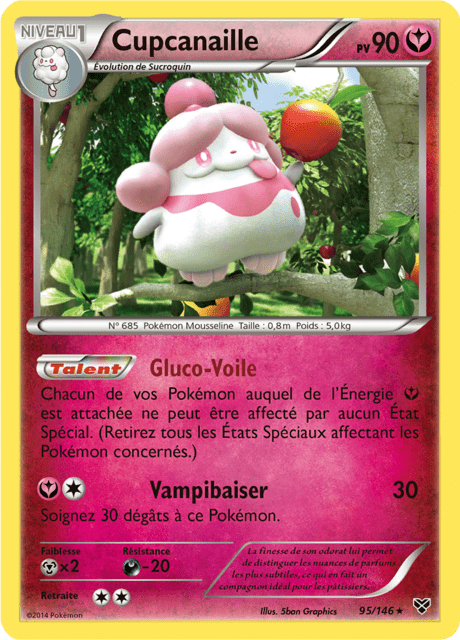 NIVEAU 1
Cupcanaille
PV 90
Évolution de Sucroquin
N° 685 Pokémon Mousseline Taille : 0,8m Poids : 5,0kg
Talent Gluco-Voile
Chacun de vos Pokémon auquel de l'Énergie
est attachée ne peut être affecté par aucun État
Spécial. (Retirez tous les États Spéciaux affectant les
Pokémon concernés.)
Vampibaiser 30
Soignez 30 dégâts à ce Pokémon.
Faiblesse Résistance
×2 -20
Retraite
La finesse de son odorat lui permet
de distinguer les nuances de parfums
les plus subtiles, ce qui en fait un
compagnon idéal pour les pâtissiers.
©2014 Pokémon Illus. 5ban Graphics 95/146 ★